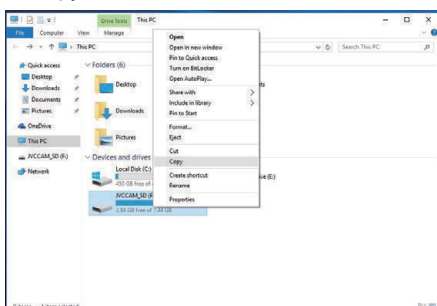 Drive Tools
This PC
File
Computer
View
Manage
This PC
Search This PC
Quick access
Desktop
Downloads
Documents
Pictures
OneDrive
This PC
JVCCAM_SD (F:)
Network
Folders (6)
Desktop
Downloads
Pictures
Devices and drives
Local Disk (C:)
450 GB free of
JVCCAM_SD (F
2.84 GB free of 7.48 GB
ve (E:)
Open
Open in new window
Pin to Quick access
Turn on BitLocker
Open AutoPlay...
Share with
Include in library
Pin to Start
Format...
Eject
Cut
Copy
Create shortcut
Rename
Properties